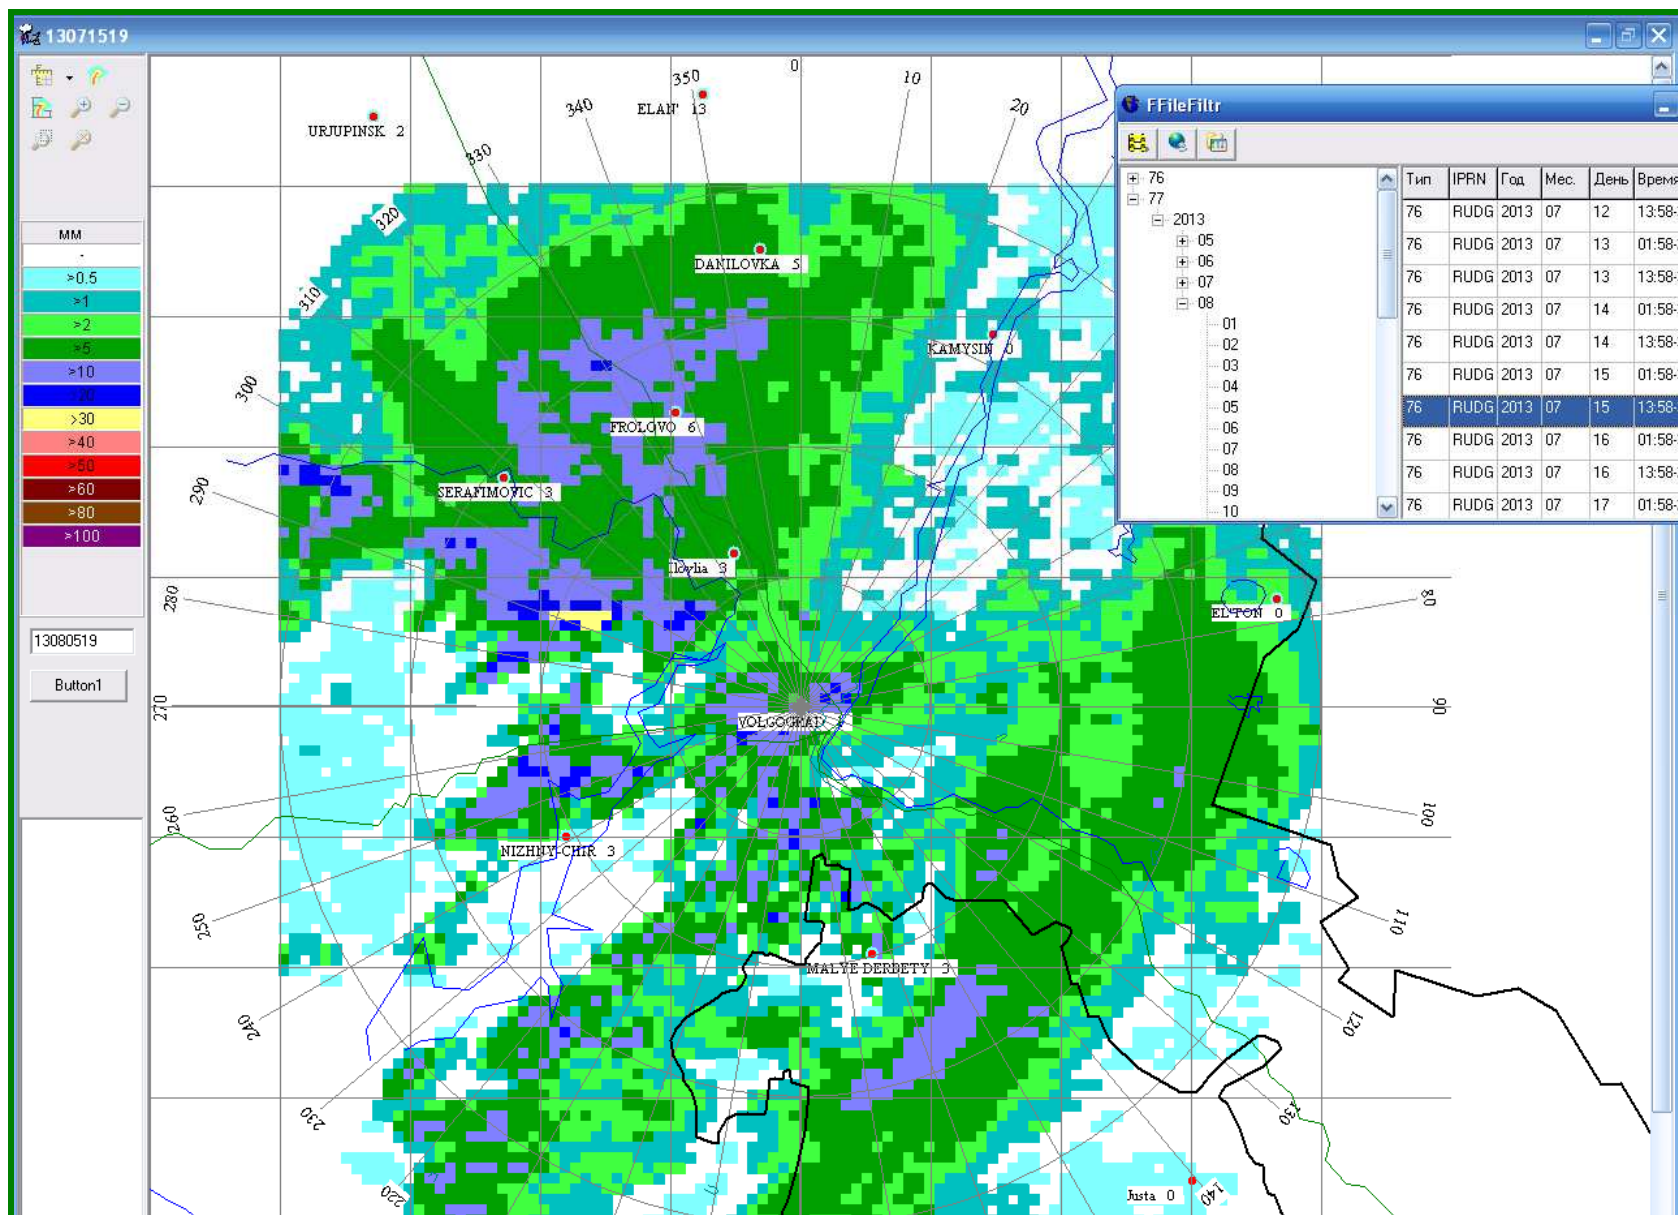 13071519
MM
-
>0.5
>1
>2
>5
>10
>20
>30
>40
>50
>60
>80
>100
13080519
Button1
0
10
20
350
340
330
320
310
300
290
280
270
260
250
240
230
220
80
90
100
110
120
130
140
URJUPINSK 2
ELAN' 13
DANILOVKA 5
KAMYSIN 0
FROLOVO 6
SERAFIMOVIC 3
Ilovlia 3
EL'TON 0
VOLGOGRAD
NIZHNY-CHIR 3
MALYE DERBETY 3
Justa 0
FFileFiltr
76
77
2013
05
06
07
08
01
02
03
04
05
06
07
08
09
10
Тип IPRN Год Мес. День Время
76 RUDG 2013 07 12 13:58-
76 RUDG 2013 07 13 01:58-
76 RUDG 2013 07 13 13:58-
76 RUDG 2013 07 14 01:58-
76 RUDG 2013 07 14 13:58-
76 RUDG 2013 07 15 01:58-
76 RUDG 2013 07 15 13:58-
76 RUDG 2013 07 16 01:58-
76 RUDG 2013 07 16 13:58-
76 RUDG 2013 07 17 01:58-